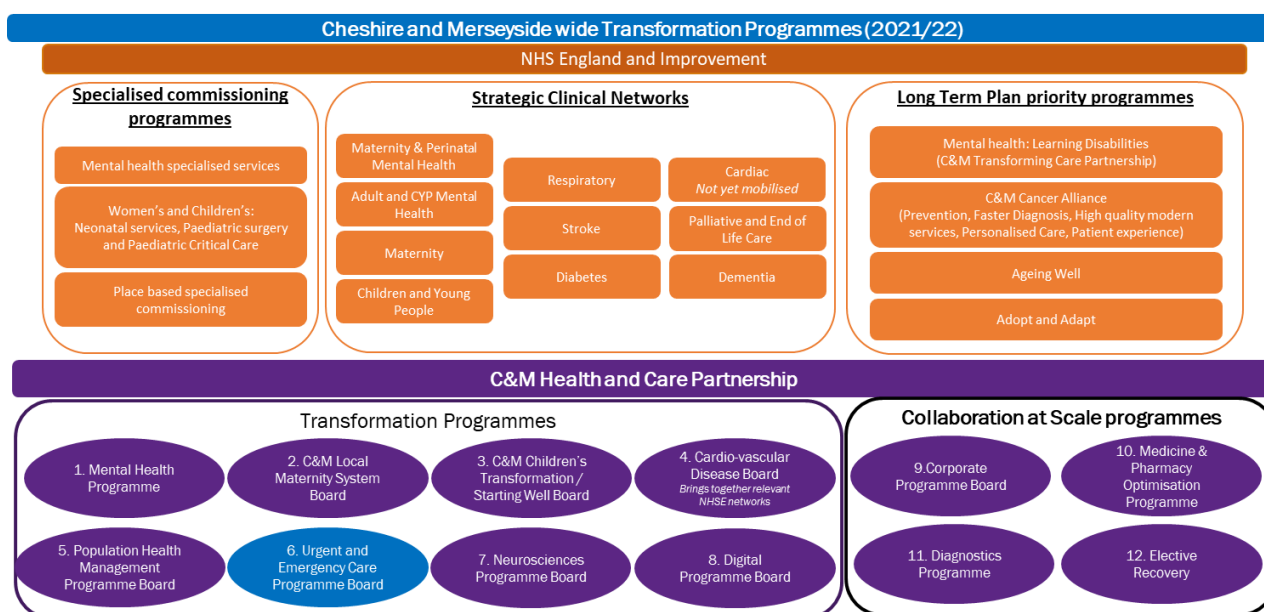 Cheshire and Merseyside wide Transformation Programmes (2021/22)
NHS England and Improvement
Specialised commissioning
programmes
Mental health specialised services
Women's and Children's:
Neonatal services, Paediatric surgery
and Paediatric Critical Care
Place based specialised
commissioning
Strategic Clinical Networks
Maternity & Perinatal
Mental Health
Adult and CYP Mental
Health
Maternity
Children and Young
People
Respiratory
Stroke
Diabetes
Cardiac
Not yet mobilised
Palliative and End of
Life Care
Dementia
Long Term Plan priority programmes
Mental health: Learning Disabilities
(C&M Transforming Care Partnership)
C&M Cancer Alliance
(Prevention, Faster Diagnosis, High quality modern
services, Personalised Care, Patient experience)
Ageing Well
Adopt and Adapt
C&M Health and Care Partnership
Transformation Programmes
1. Mental Health
Programme
2. C&M Local
Maternity System
Board
3. C&M Children's
Transformation /
Starting Well Board
4. Cardio-vascular
Disease Board
Brings together relevant
NHSE networks
5. Population Health
Management
Programme Board
6. Urgent and
Emergency Care
Programme Board
7. Neurosciences
Programme Board
8. Digital
Programme Board
Collaboration at Scale programmes
9.Corporate
Programme Board
10. Medicine &
Pharmacy
Optimisation
Programme
11. Diagnostics
Programme
12. Elective
Recovery